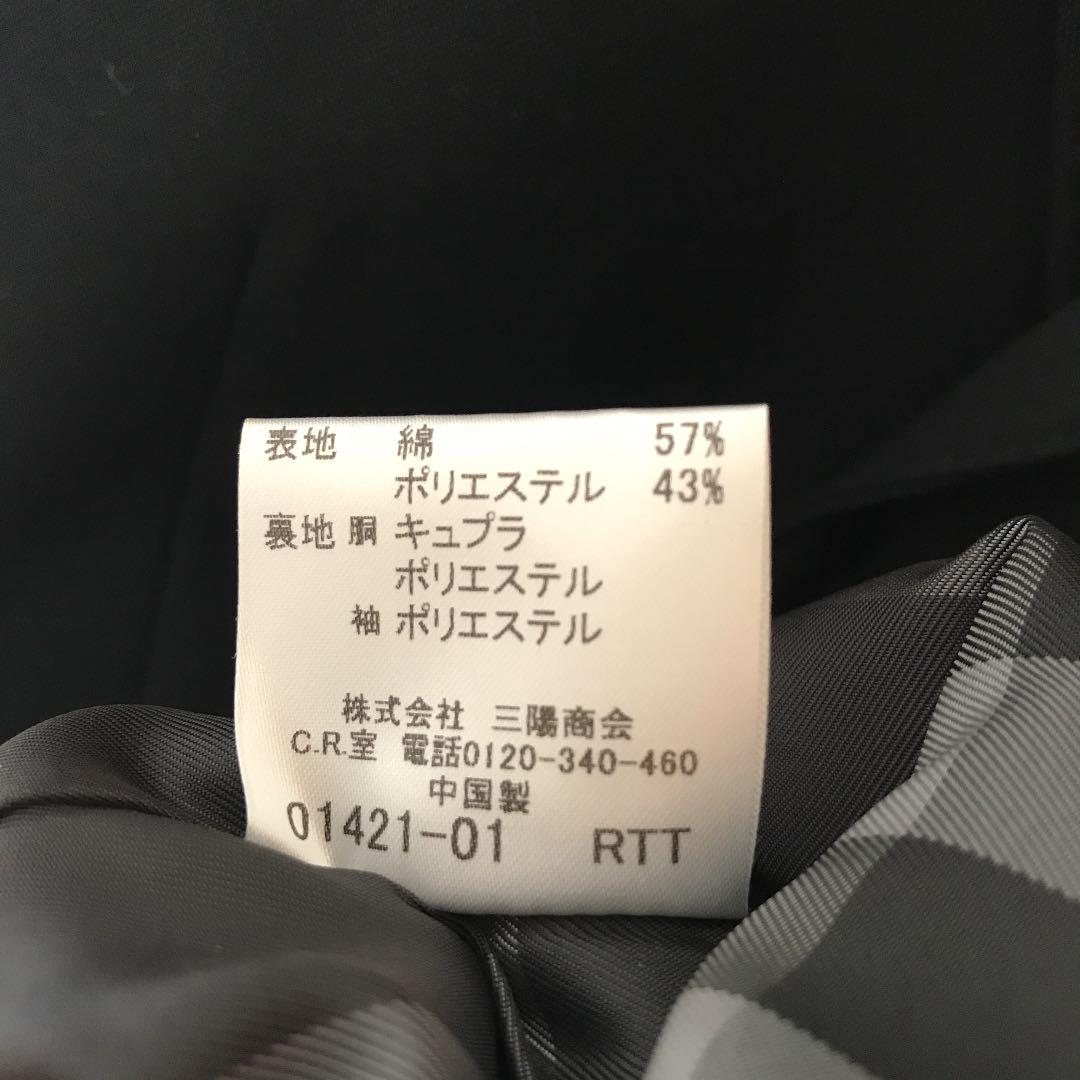 表地 綿 57%
ポリエステル 43%
裏地 胴 キュプラ
ポリエステル
袖 ポリエステル
株式会社 三陽商会
C.R.室 電話0120-340-460
中国製
01421-01 RTT